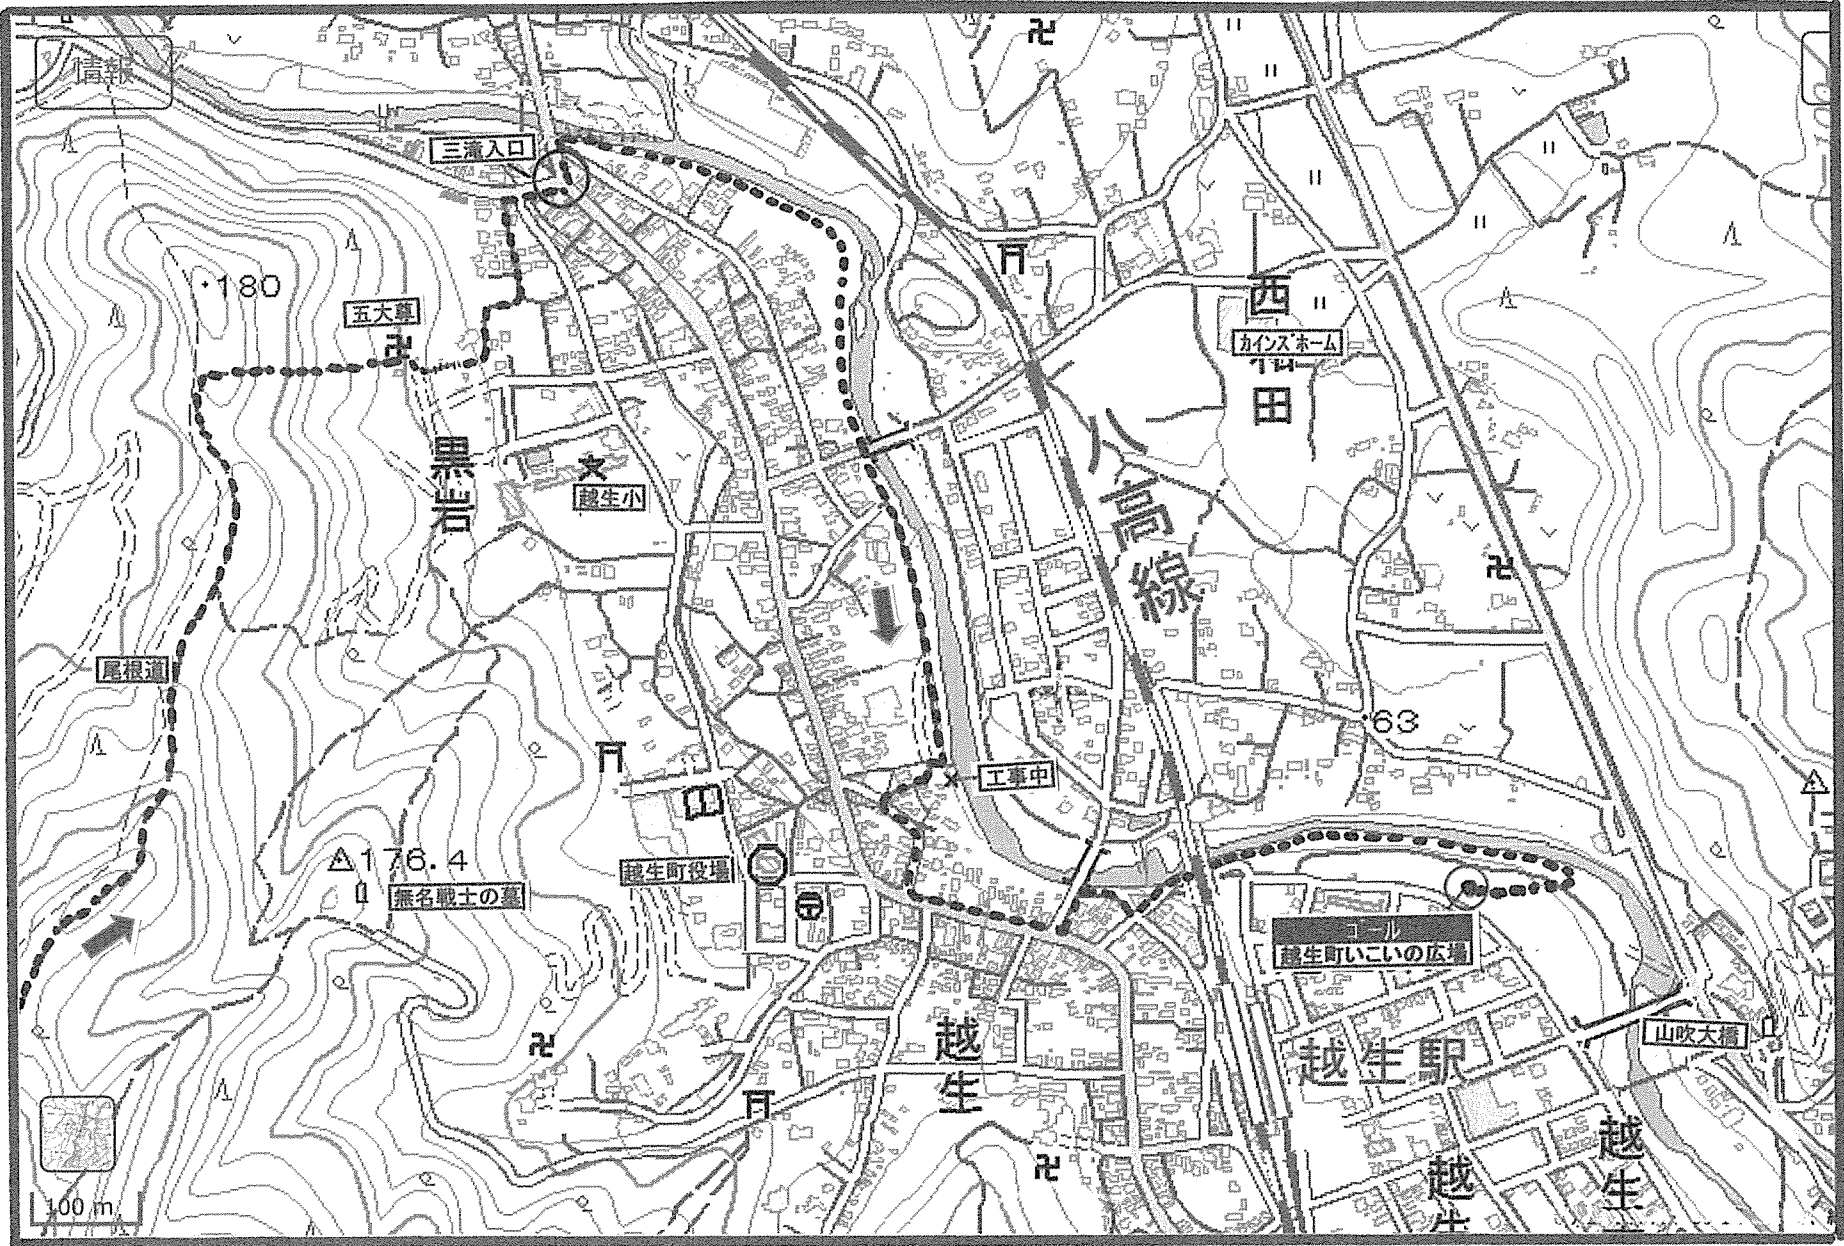 情報
三滝入口
180
五大尊
西
カインズホーム
和
田
黒
岩
越生小
八
高
線
尾根道
63
工事中
176.4
無名戦士の墓
越生町役場
ゴール
越生町いこいの広場
山吹大橋
越
生
越生駅
越
生
越
生
100 m